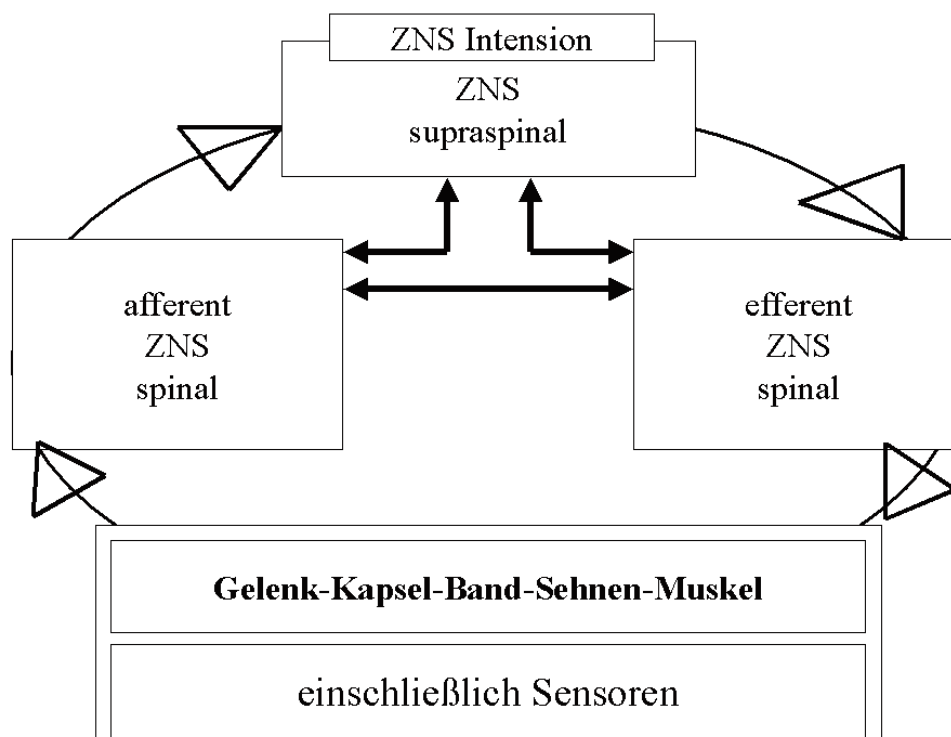 ZNS Intension
ZNS
supraspinal
afferent
ZNS
spinal
efferent
ZNS
spinal
Gelenk-Kapsel-Band-Sehnen-Muskel
einschließlich Sensoren